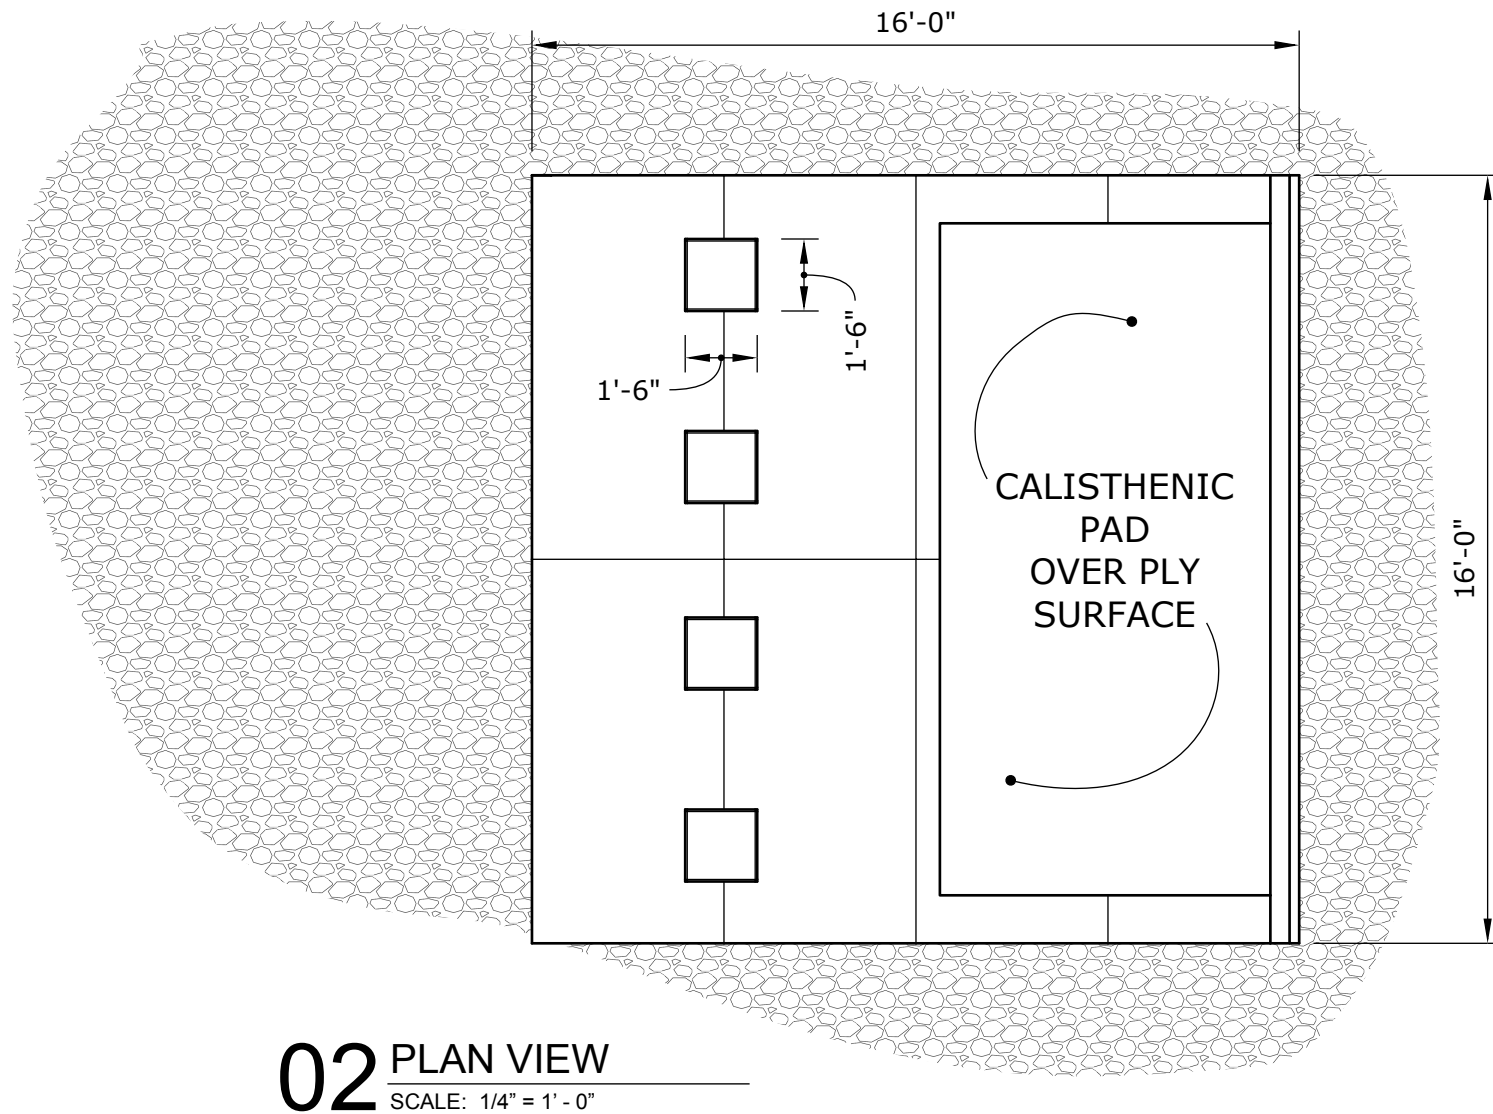 16'-0"
1'-6"
1'-6"
CALISTHENIC
PAD
OVER PLY
SURFACE
16'-0"
02 PLAN VIEW
SCALE: 1/4” = 1' - 0”